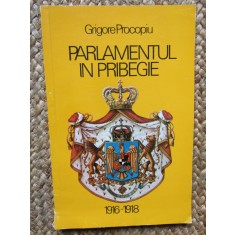 Grigore Procopiu
PARLAMENTUL
IN PRIBEGIE
1916-1918